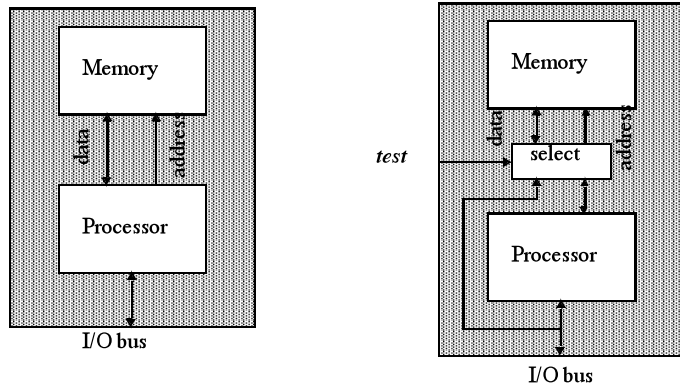 Memory
data
address
Processor
I/O bus
Memory
data
address
test
select
Processor
I/O bus